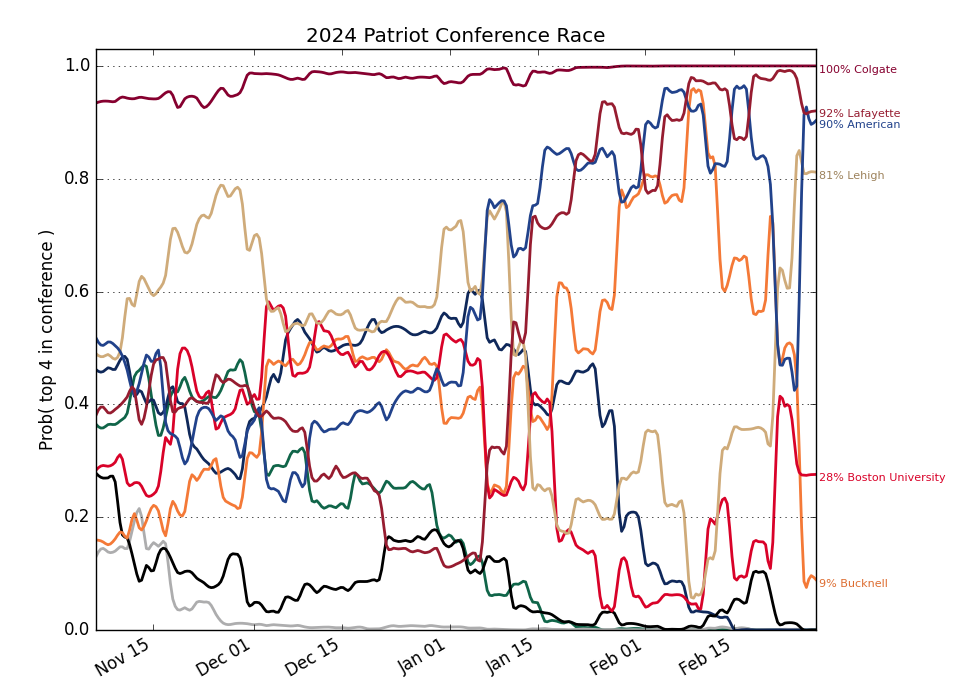 2024 Patriot Conference Race
Prob( top 4 in conference )
1.0
0.8
0.6
0.4
0.2
0.0
Nov 15
Dec 01
Dec 15
Jan 01
Jan 15
Feb 01
Feb 15
100% Colgate
92% Lafayette
90% American
81% Lehigh
28% Boston University
9% Bucknell